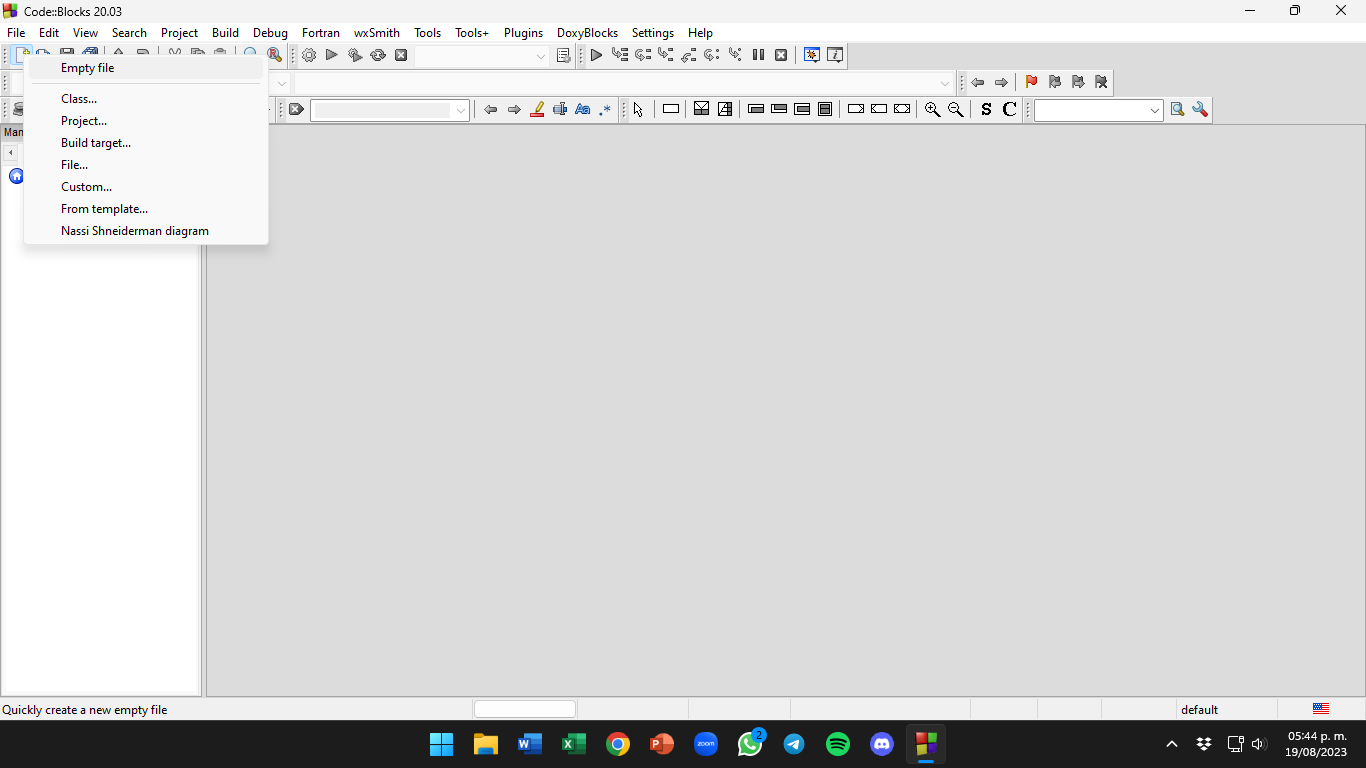 Code::Blocks 20.03
File Edit View Search Project Build Debug Fortran wxSmith Tools Tools+ Plugins DoxyBlocks Settings Help
Empty file
Class...
Project...
Build target...
File...
Custom...
From template...
Nassi Shneiderman diagram
Aa .*
S C
Man
Quickly create a new empty file
default
zoom
2
05:44 p. m.
19/08/2023